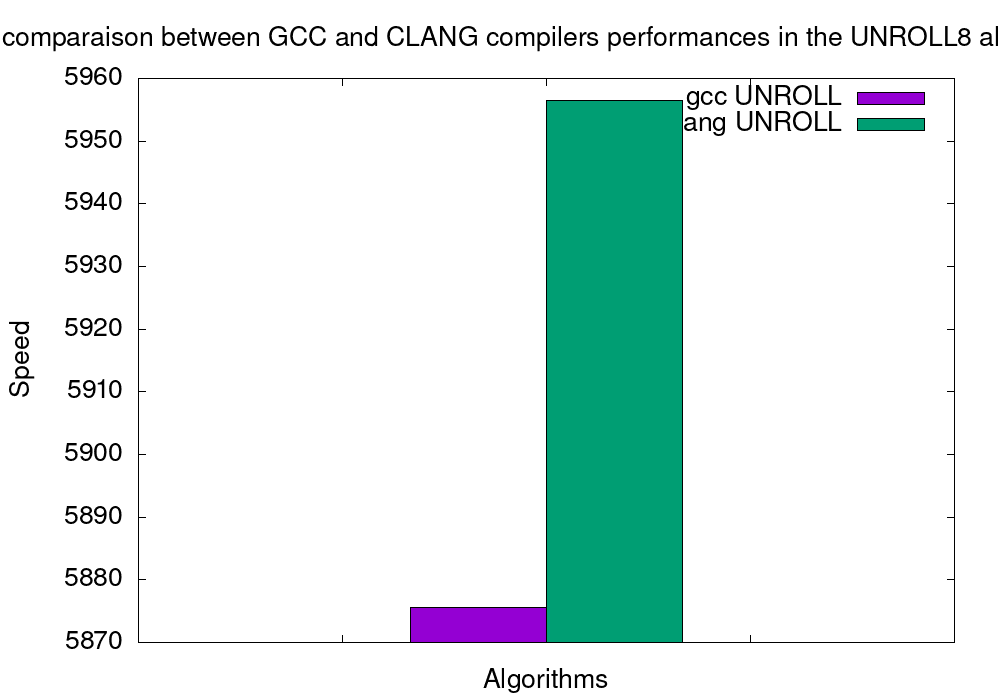 comparaison between GCC and CLANG compilers performances in the UNROLL8 al
5960
5950
5940
5930
5920
5910
5900
5890
5880
5870
Speed
gcc UNROLL
ang UNROLL
Algorithms